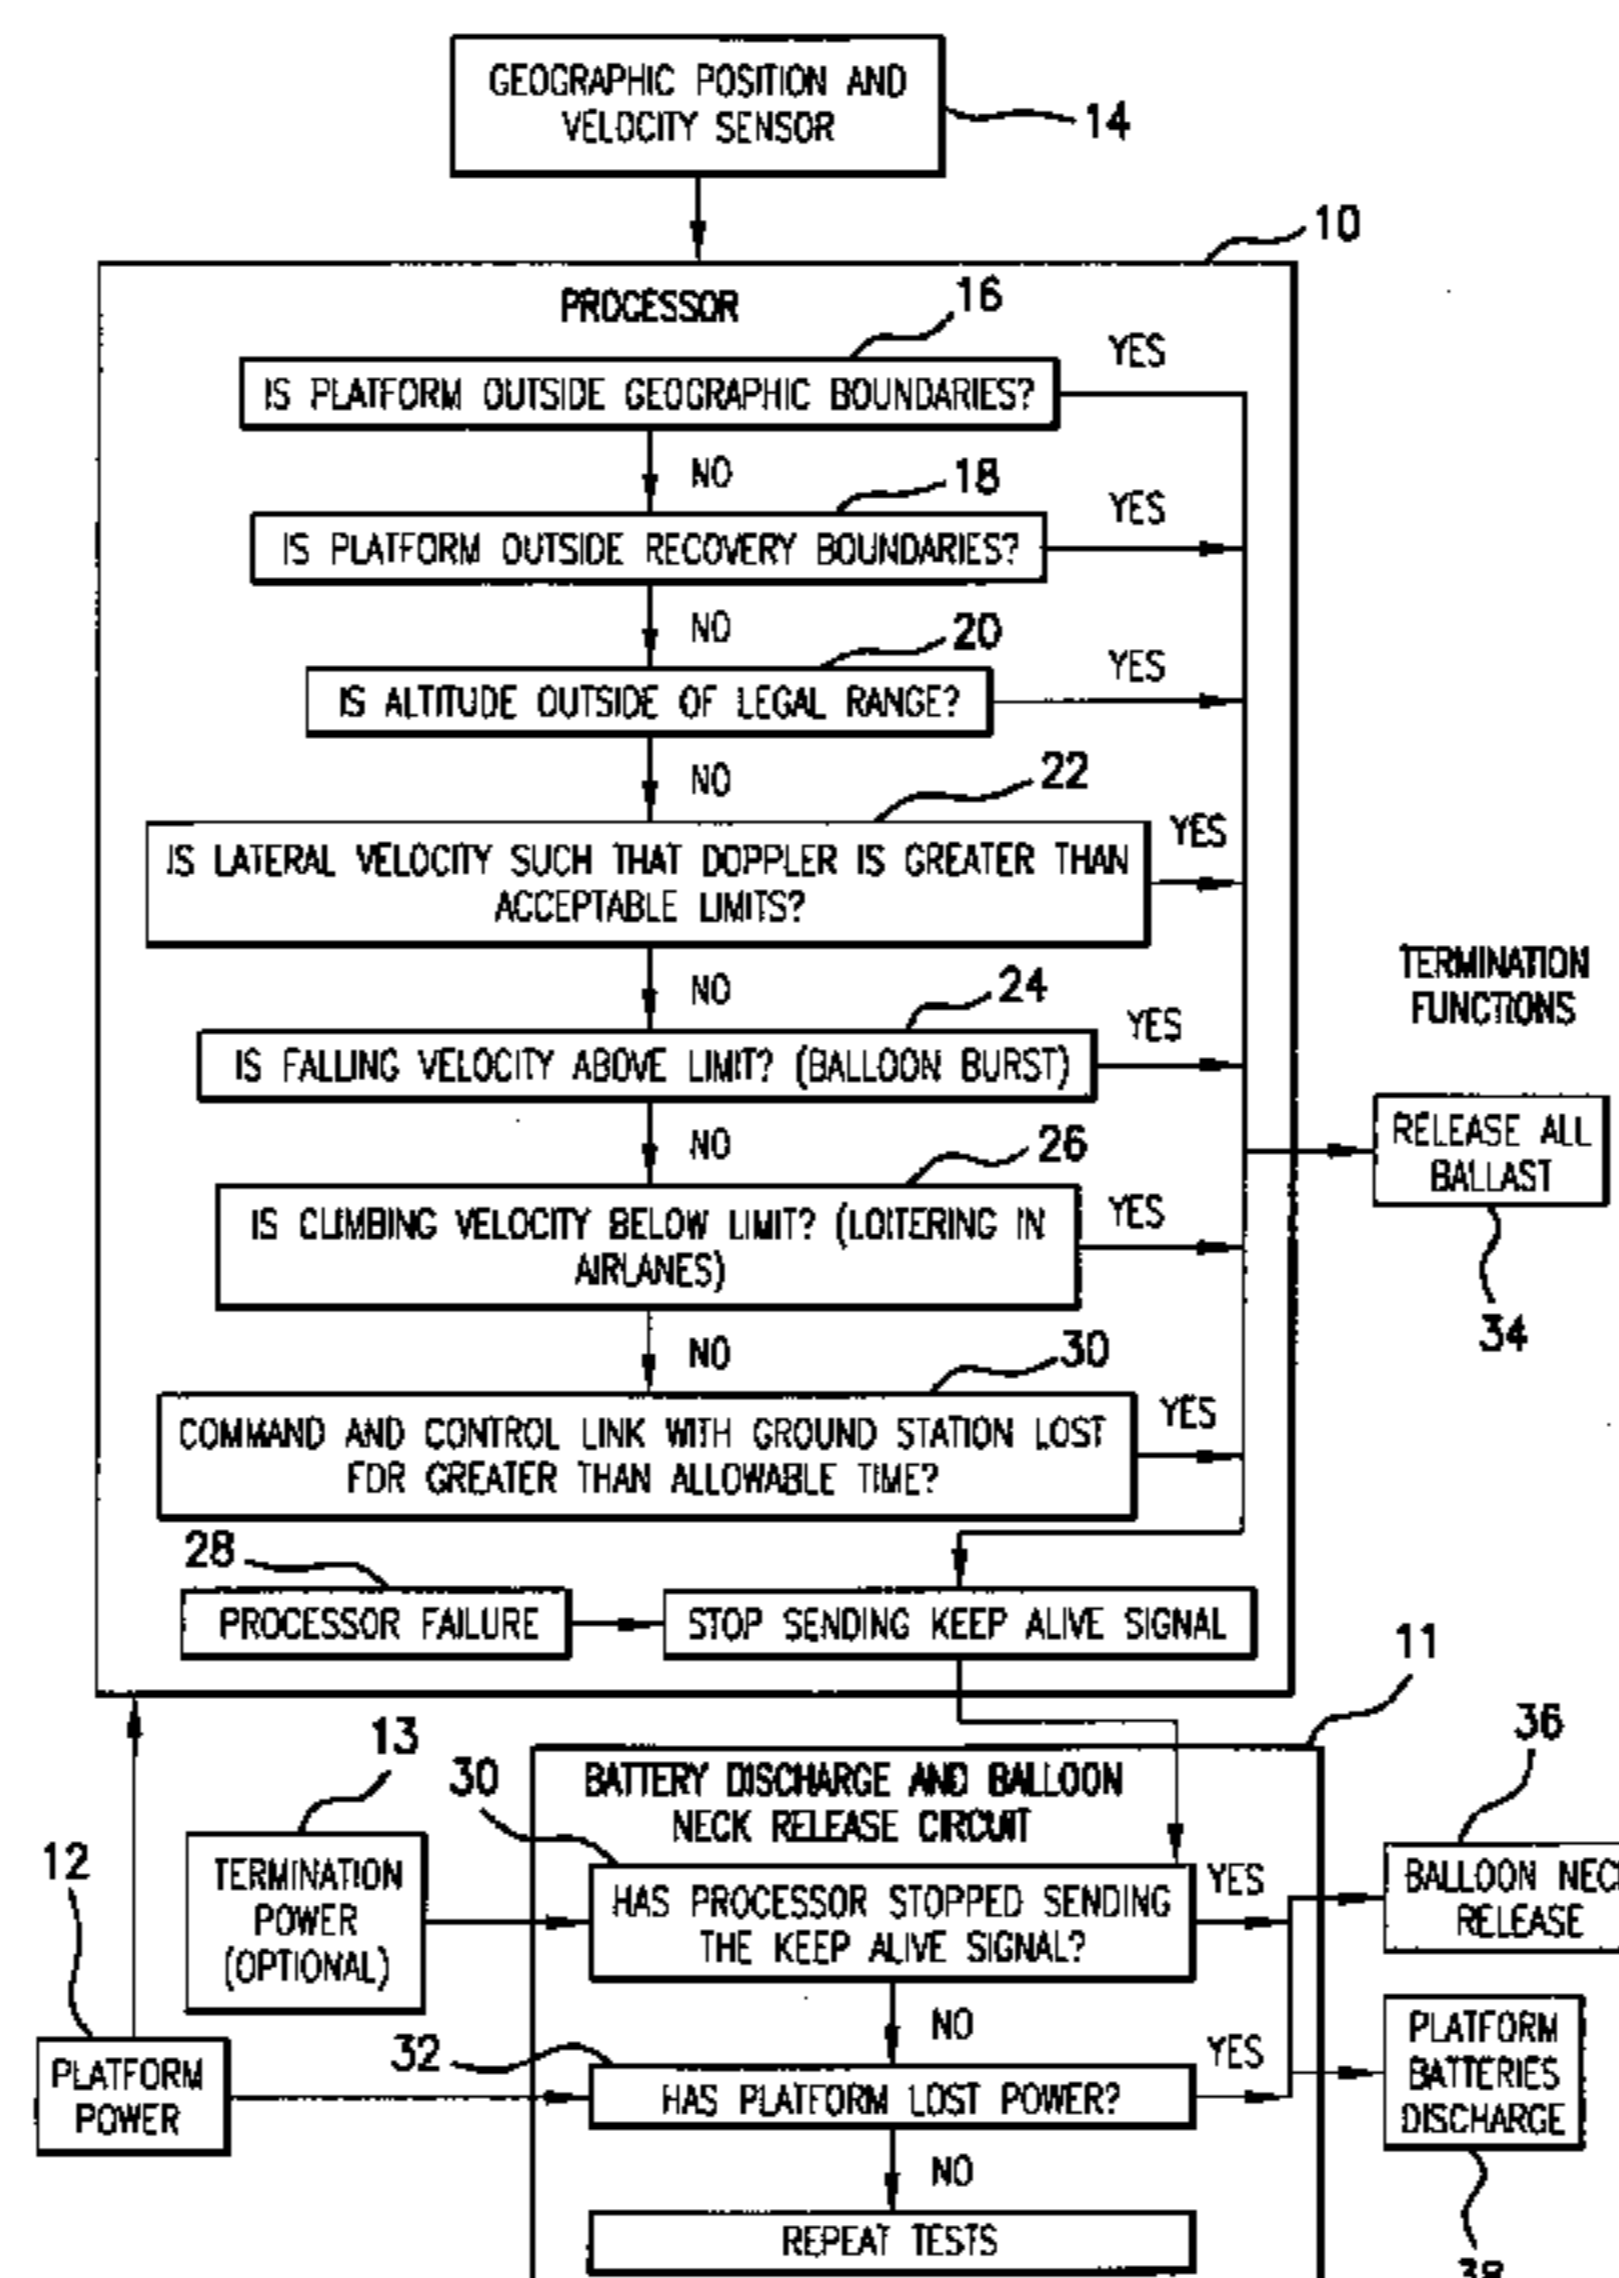 GEOGRAPHIC POSITION AND
VELOCITY SENSOR
14
10
PROCESSOR
16
YES
IS PLATFORM OUTSIDE GEOGRAPHIC BOUNDARIES?
NO
18
YES
IS PLATFORM OUTSIDE RECOVERY BOUNDARIES?
NO
20
YES
IS ALTITUDE OUTSIDE OF LEGAL RANGE?
NO
22
YES
IS LATERAL VELOCITY SUCH THAT DOPPLER IS GREATER THAN
ACCEPTABLE LIMITS?
NO
24
YES
IS FALLING VELOCITY ABOVE LIMIT? (BALLOON BURST)
TERMINATION
FUNCTIONS
NO
26
YES
IS CLIMBING VELOCITY BELOW LIMIT? (LOITERING IN
AIRLANES)
RELEASE ALL
BALLAST
34
NO
30
YES
COMMAND AND CONTROL LINK WITH GROUND STATION LOST
FOR GREATER THAN ALLOWABLE TIME?
28
PROCESSOR FAILURE
STOP SENDING KEEP ALIVE SIGNAL
11
13
30
BATTERY DISCHARGE AND BALLOON
NECK RELEASE CIRCUIT
36
12
TERMINATION
POWER
(OPTIONAL)
HAS PROCESSOR STOPPED SENDING
THE KEEP ALIVE SIGNAL?
YES
BALLOON NECK
RELEASE
NO
32
YES
PLATFORM
POWER
HAS PLATFORM LOST POWER?
PLATFORM
BATTERIES
DISCHARGE
NO
REPEAT TESTS
38